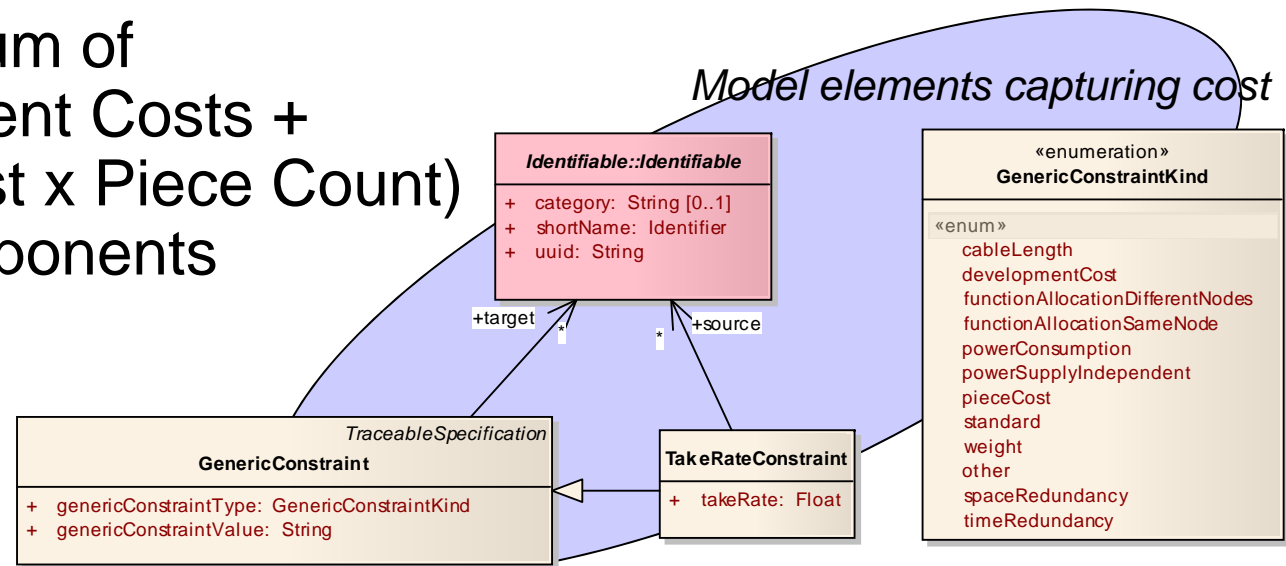 um of
ent Costs +
st x Piece Count)
ponents
Model elements capturing cost
Identifiable::Identifiable
+ category: String [0..1]
+ shortName: Identifier
+ uuid: String
+target
*
*
+source
TraceableSpecification
GenericConstraint
+ genericConstraintType: GenericConstraintKind
+ genericConstraintValue: String
TakeRateConstraint
+ takeRate: Float
«enumeration»
GenericConstraintKind
«enum»
cableLength
developmentCost
functionAllocationDifferentNodes
functionAllocationSameNode
powerConsumption
powerSupplyIndependent
pieceCost
standard
weight
other
spaceRedundancy
timeRedundancy